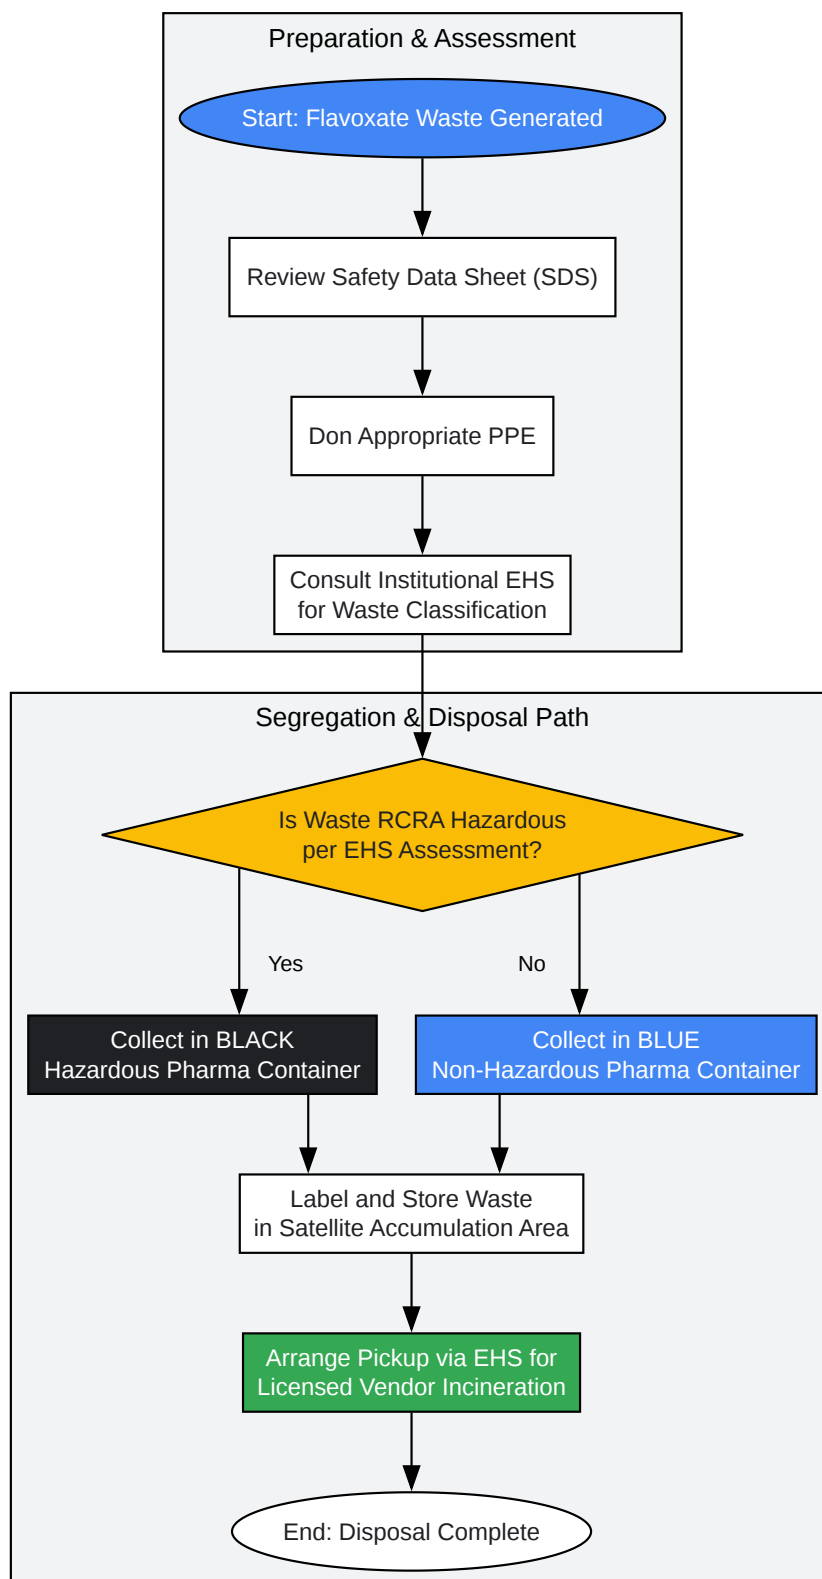 Preparation & Assessment
Start: Flavoxate Waste Generated
Review Safety Data Sheet (SDS)
Don Appropriate PPE
Consult Institutional EHS
for Waste Classification
Segregation & Disposal Path
Is Waste RCRA Hazardous
per EHS Assessment?
Yes
No
Collect in BLACK
Hazardous Pharma Container
Collect in BLUE
Non-Hazardous Pharma Container
Label and Store Waste
in Satellite Accumulation Area
Arrange Pickup via EHS for
Licensed Vendor Incineration
End: Disposal Complete